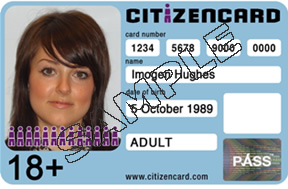 CITIZENCARD
card number
1234 5678 9000 0000
name
Imogen Hughes
date of birth
5 October 1989
ADULT
18+
www.citizencard.com
PASS
SAMPLE